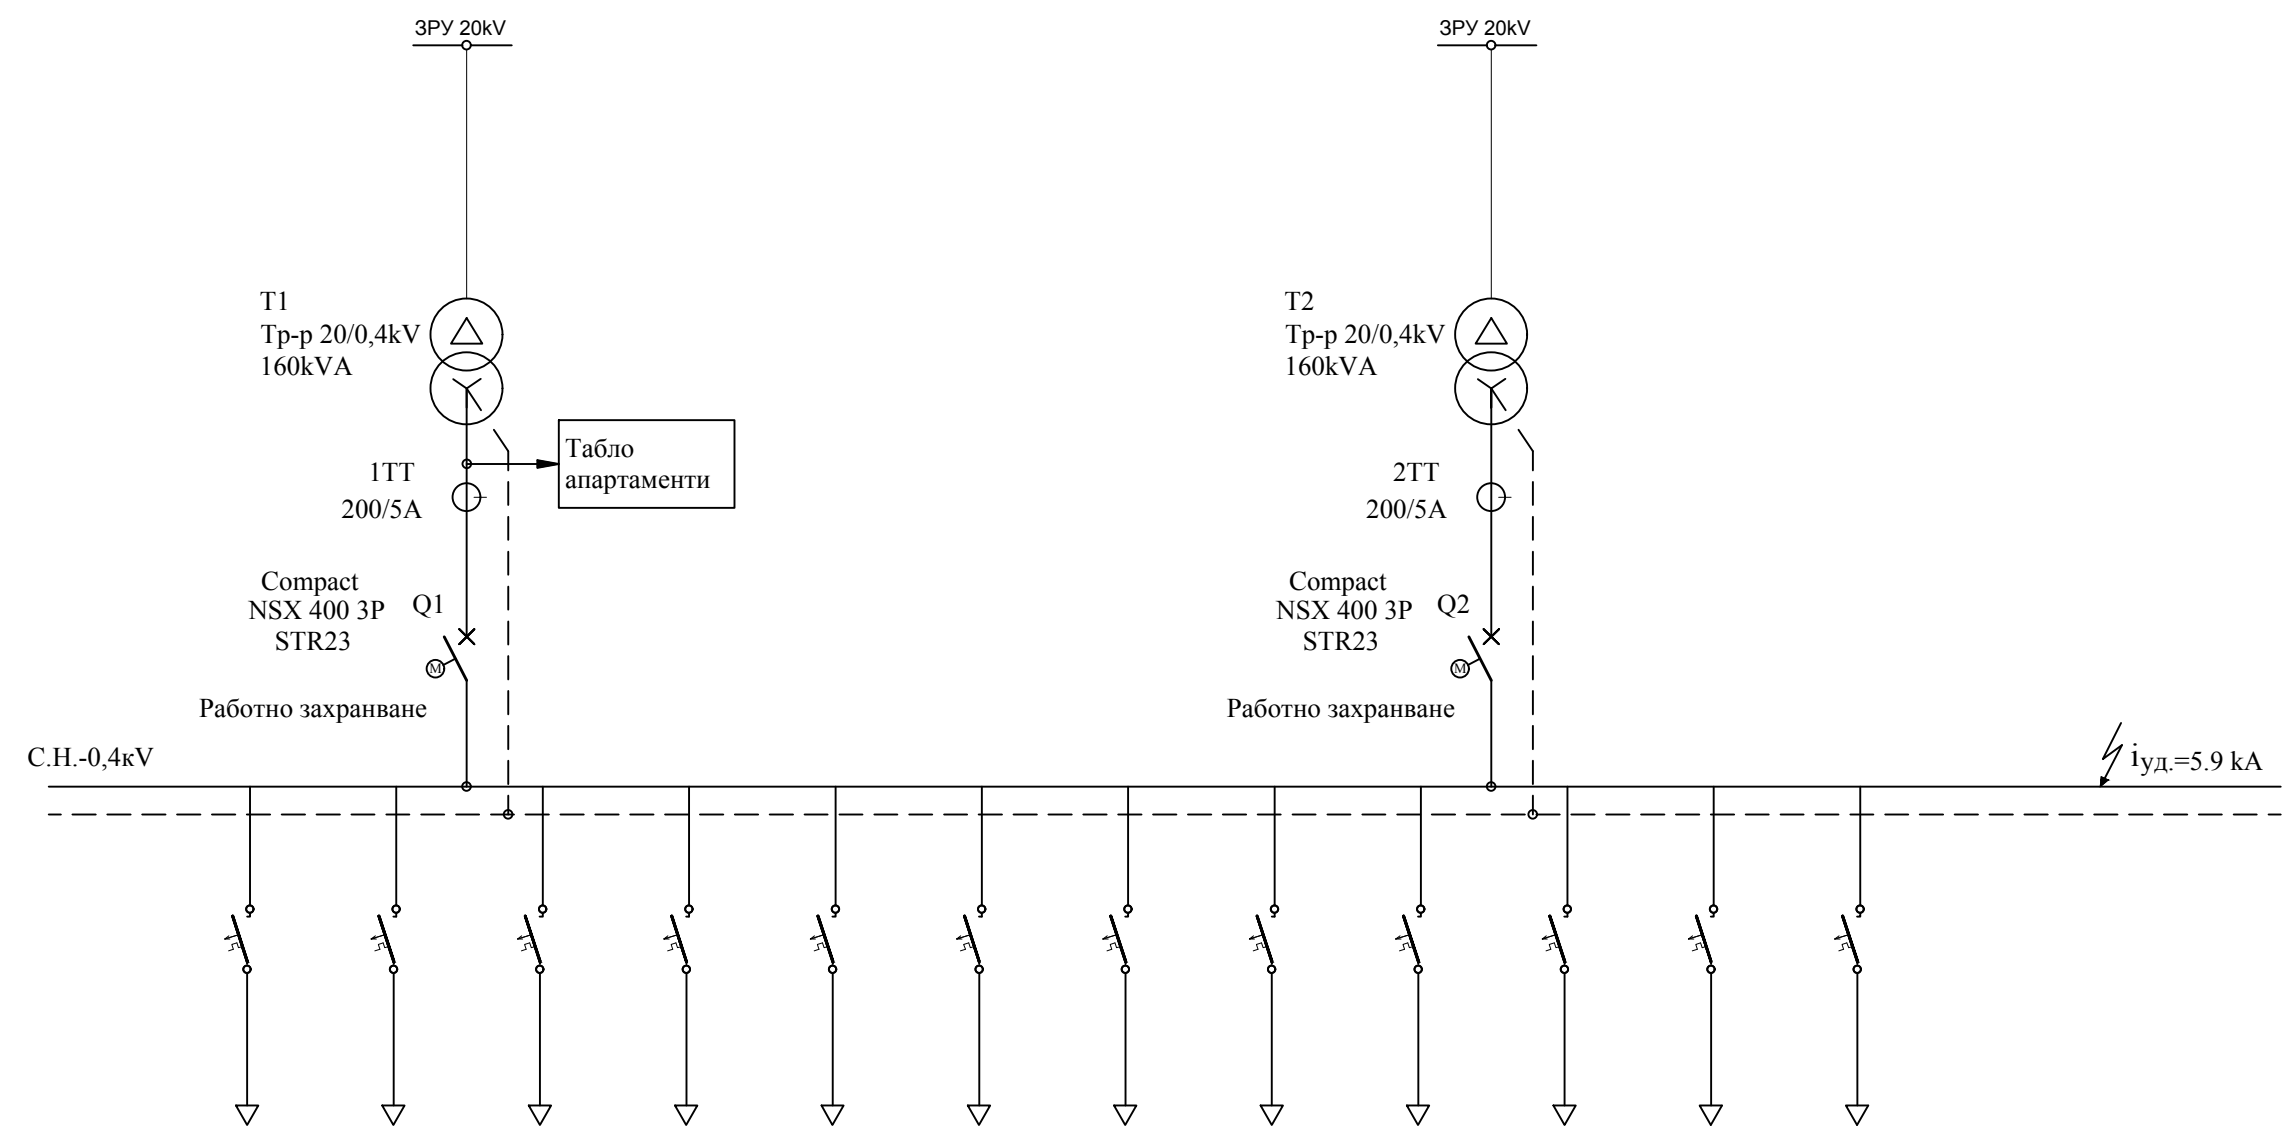 ЗРУ 20kV
ЗРУ 20kV
T1
Тр-р 20/0,4kV
160kVA
T2
Тр-р 20/0,4kV
160kVA
Табло
апартаменти
1TT
200/5A
2TT
200/5A
Compact
NSX 400 3P
STR23
Q1
M
Compact
NSX 400 3P
STR23
Q2
M
Работно захранване
Работно захранване
С.Н.-0,4кV
iуд.=5.9 kA